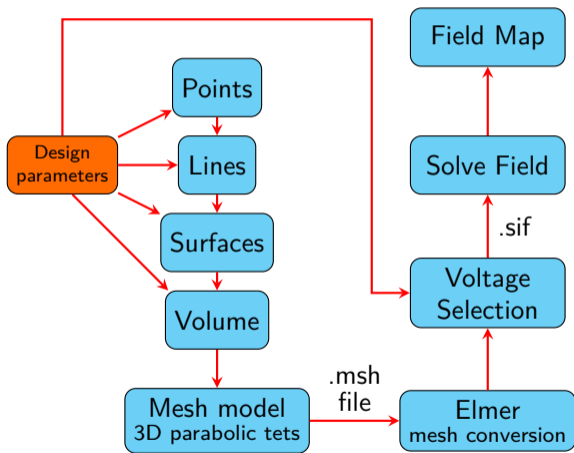 Points
Design
parameters
Lines
Surfaces
Volume
Mesh model
3D parabolic tets
.msh
file
Elmer
mesh conversion
Voltage
Selection
.sif
Solve Field
Field Map